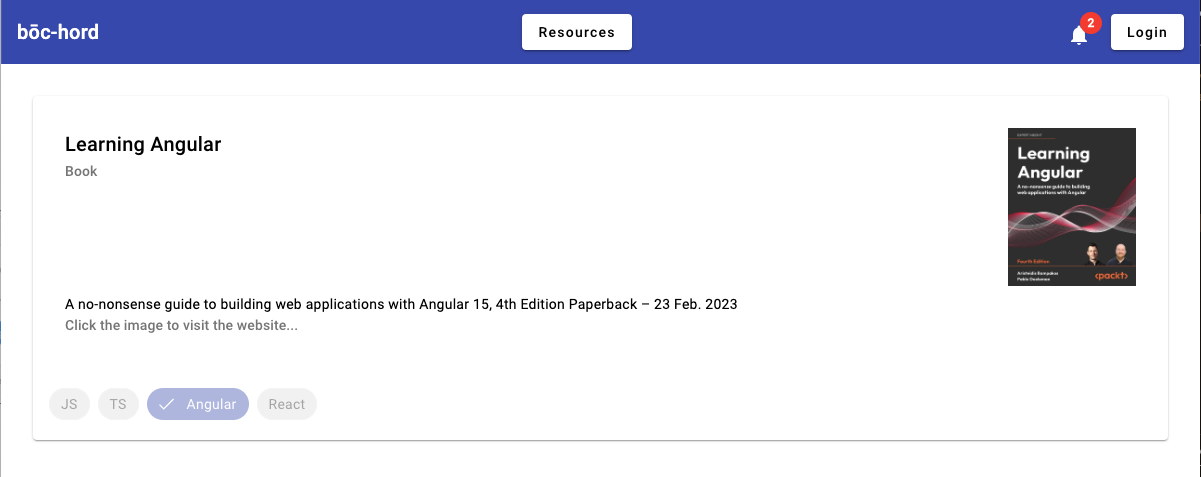 bōc-hord
Resources
2
Login
Learning Angular
Book
Learning
Angular
A no-nonsense guide to building
web applications with Angular
Fourth Edition
Aristeidis Bampakos
Pablo Deeleman
<packt>
A no-nonsense guide to building web applications with Angular 15, 4th Edition Paperback – 23 Feb. 2023
Click the image to visit the website...
JS
TS
Angular
React